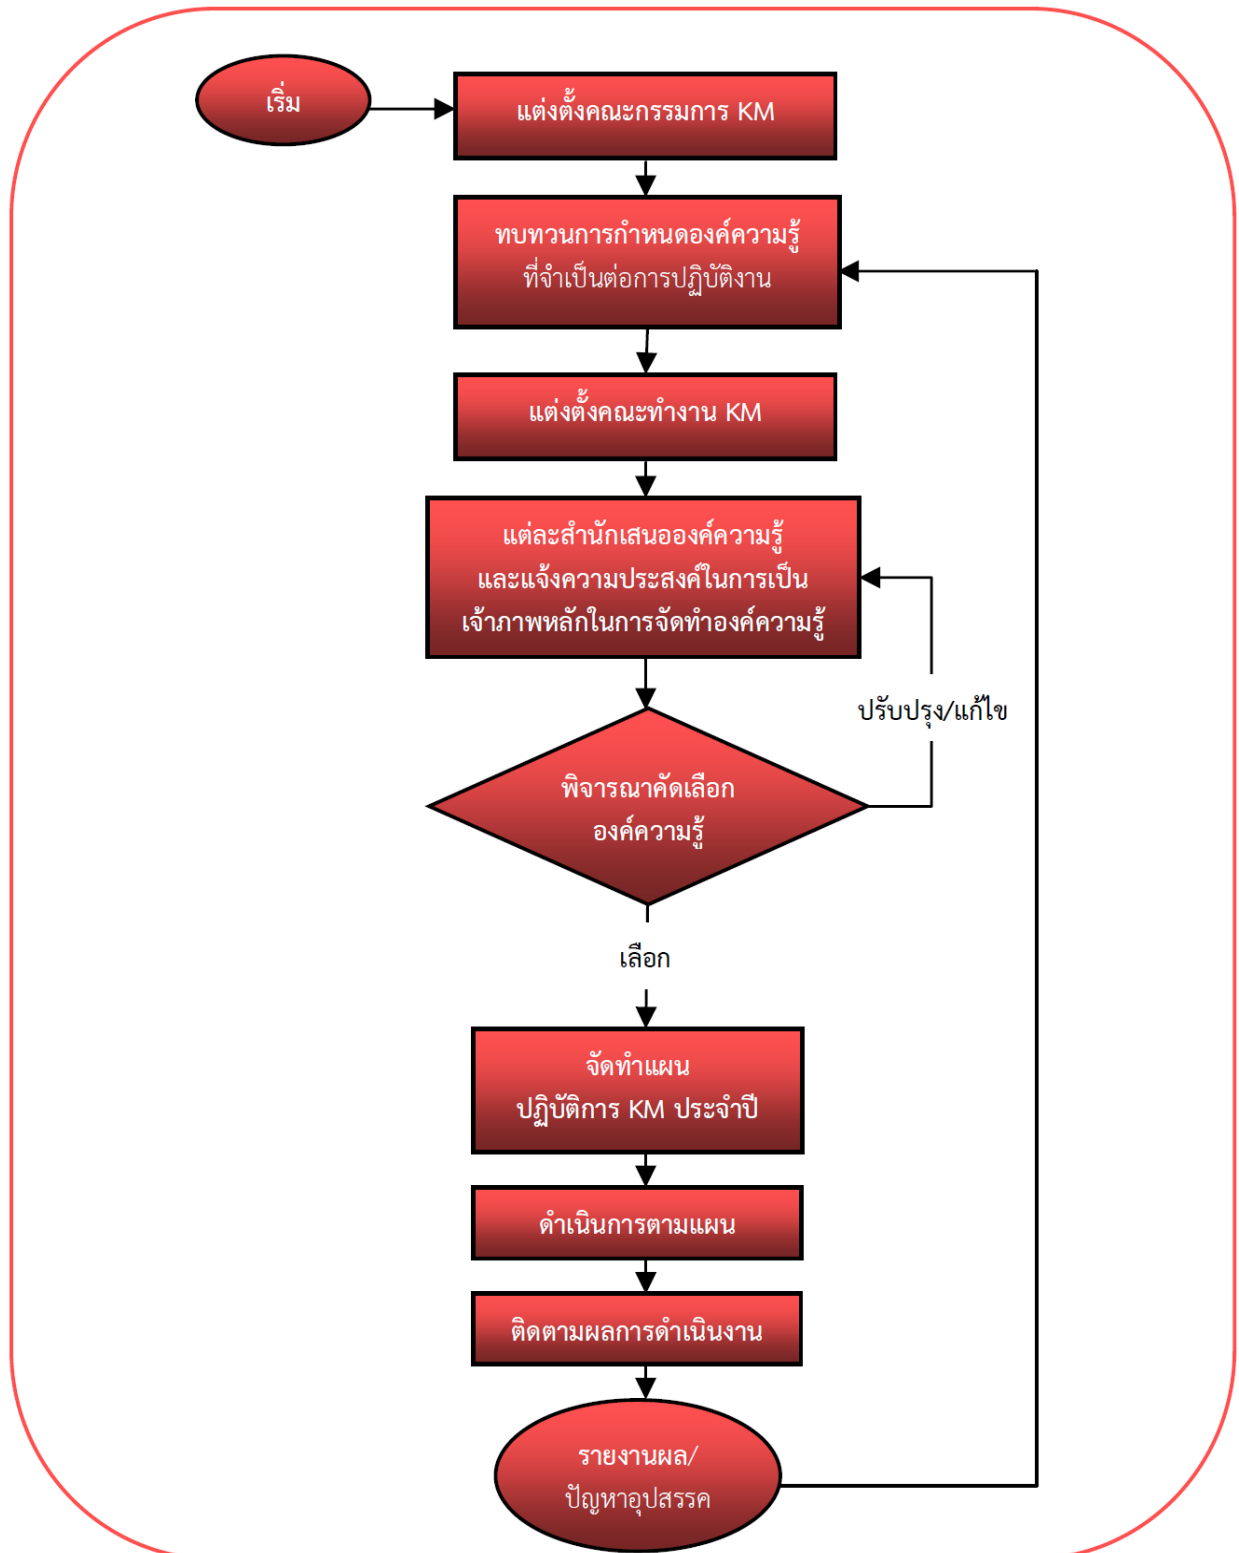 เริ่ม
แต่งตั้งคณะกรรมการ KM
ทบทวนการกำหนดองค์ความรู้
ที่จำเป็นต่อการปฏิบัติงาน
แต่งตั้งคณะทำงาน KM
แต่ละสำนักเสนอองค์ความรู้
และแจ้งความประสงค์ในการเป็น
เจ้าภาพหลักในการจัดทำองค์ความรู้
ปรับปรุง/แก้ไข
พิจารณาคัดเลือก
องค์ความรู้
เลือก
จัดทำแผน
ปฏิบัติการ KM ประจำปี
ดำเนินการตามแผน
ติดตามผลการดำเนินงาน
รายงานผล/
ปัญหาอุปสรรค